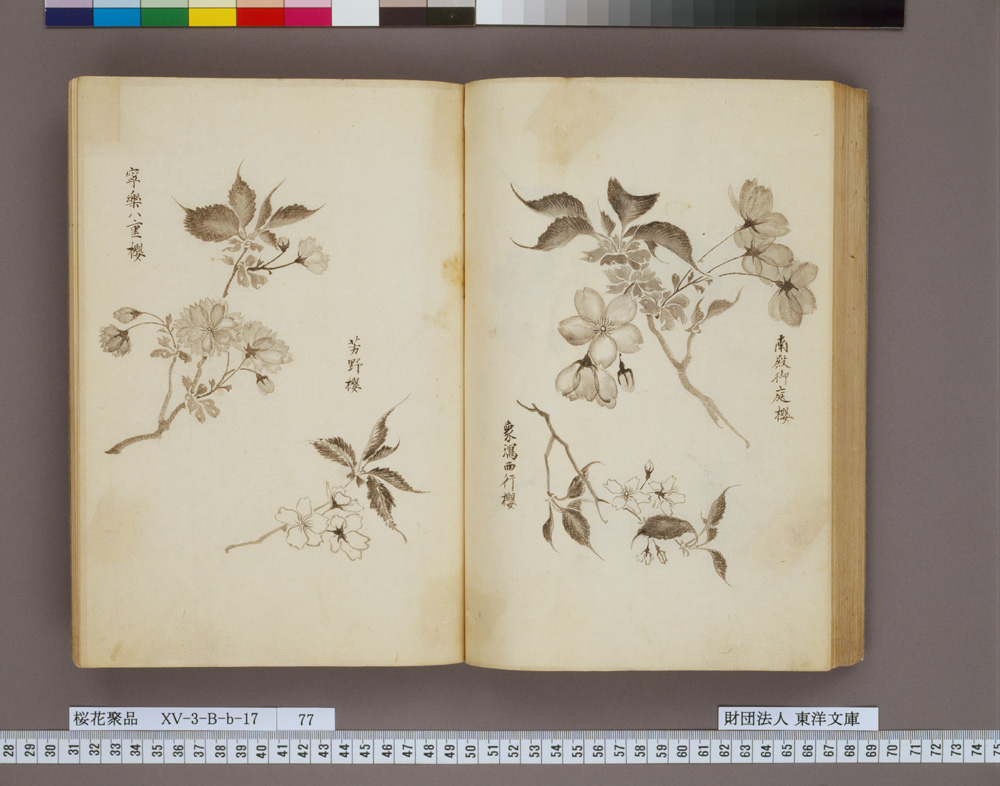 南殿御庭櫻
象潟西行櫻
寧樂八重櫻
芳野櫻
桜花聚品 XV-3-B-b-17 77
財団法人 東洋文庫
28 29 30 31 32 33 34 35 36 37 38 39 40 41 42 43 44 45 46 47 48 49 50 51 52 53 54 55 56 57 58 59 60 61 62 63 64 65 66 67 68 69 70 71 72 73 74 75